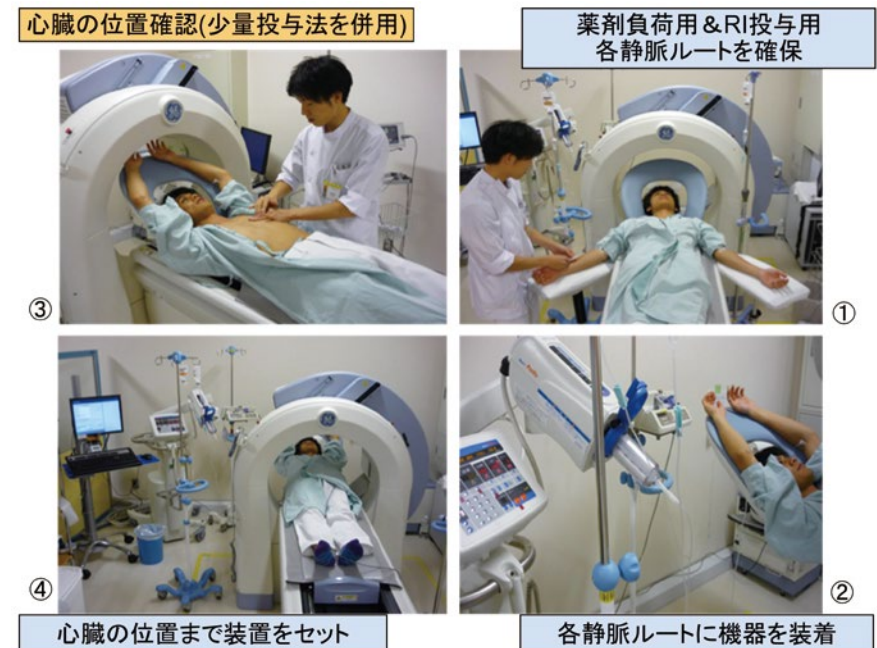 心臓の位置確認(少量投与法を併用)
薬剤負荷用&RI投与用
各静脈ルートを確保
③
①
④
②
心臓の位置まで装置をセット
各静脈ルートに機器を装着